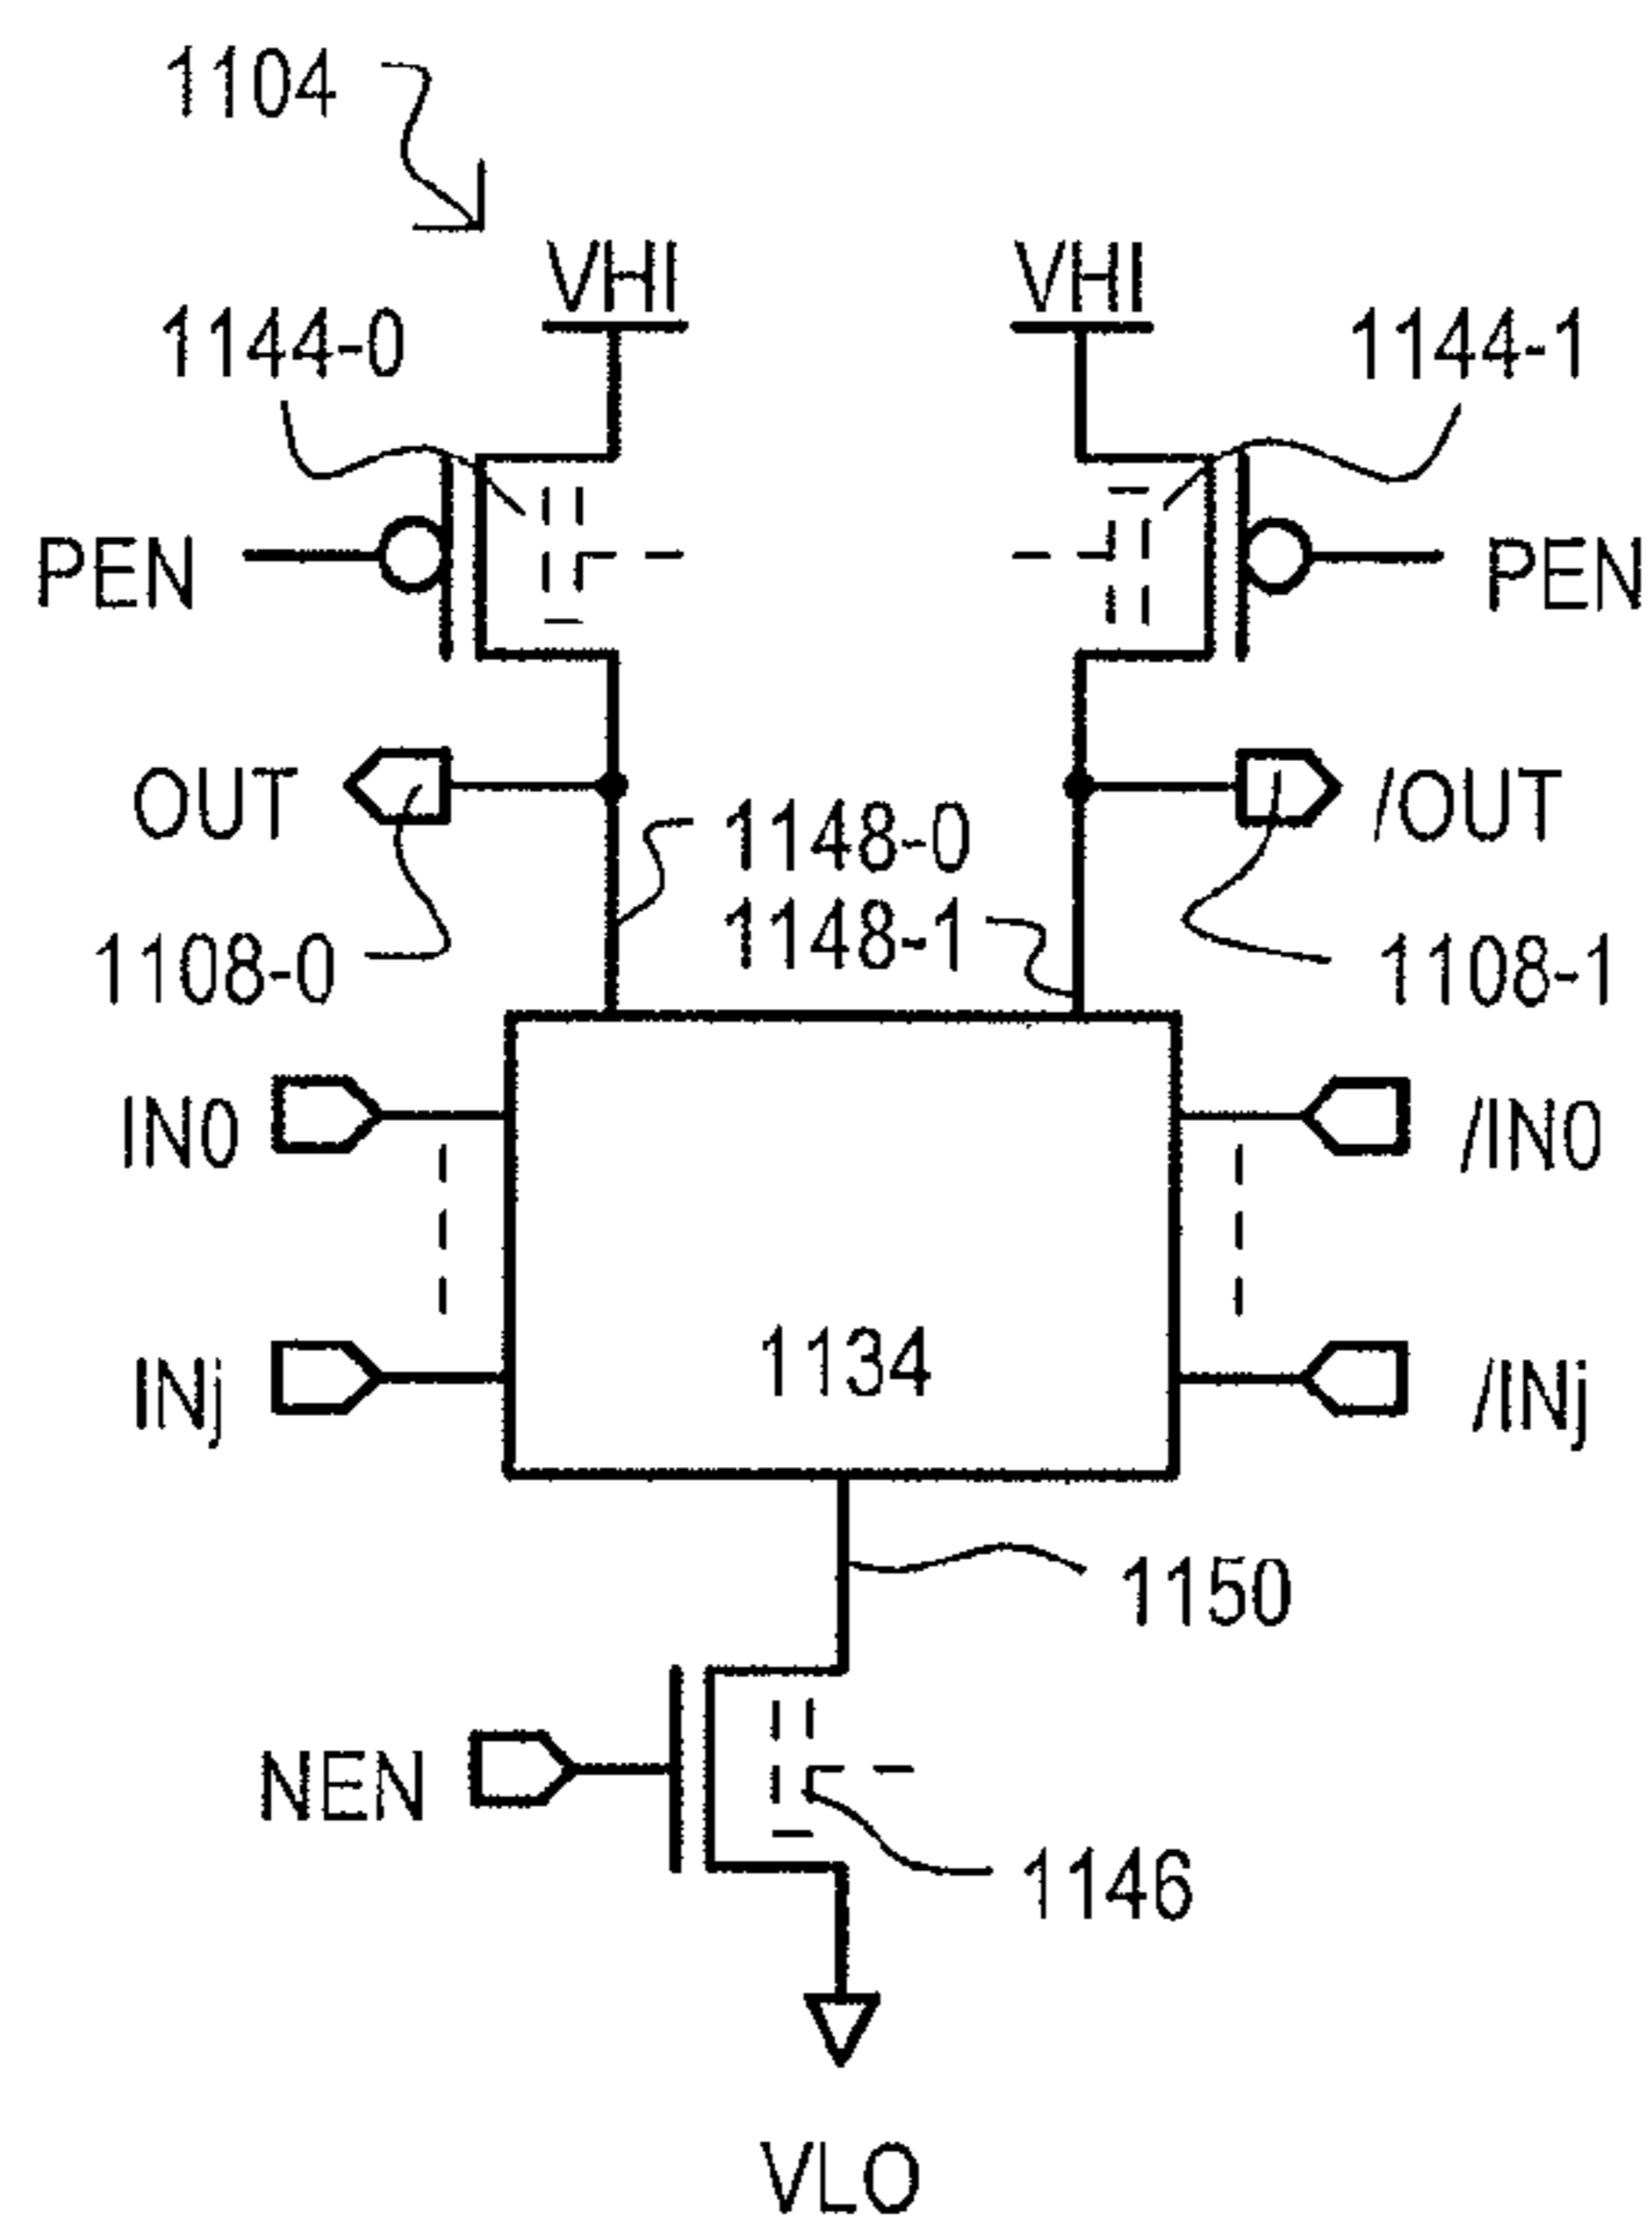 1104
VHI VHI
1144-0 1144-1
PEN PEN
OUT /OUT
1148-0
1148-1
1108-0 1108-1
IN0 /IN0
INj /INj
1134
1150
NEN
1146
VLO